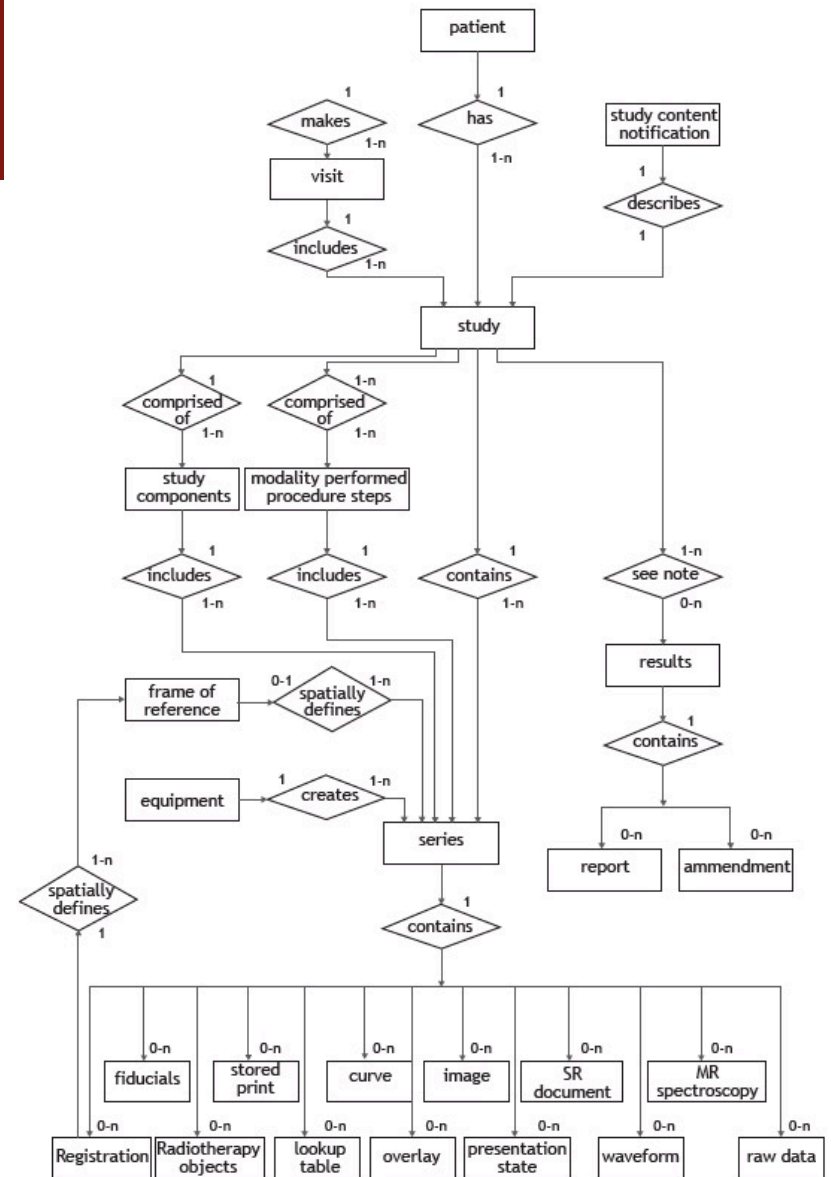 patient
1
1
makes
has
study content
notification
1-n
1-n
1
visit
describes
1
1
includes
1-n
study
1
1-n
comprised
of
comprised
of
1-n
1-n
study
components
modality performed
procedure steps
1
1
1
1-n
includes
includes
contains
see note
1-n
1-n
1-n
0-n
results
frame of
reference
0-1
spatially
defines
1-n
1
contains
equipment
1
creates
1-n
series
0-n
0-n
report
ammendment
1-n
spatially
defines
1
1
contains
0-n
0-n
0-n
0-n
0-n
0-n
fiducials
stored
print
curve
image
SR
document
MR
spectroscopy
0-n
0-n
0-n
0-n
0-n
0-n
0-n
Registration
Radiotherapy
objects
lookup
table
overlay
presentation
state
waveform
raw data